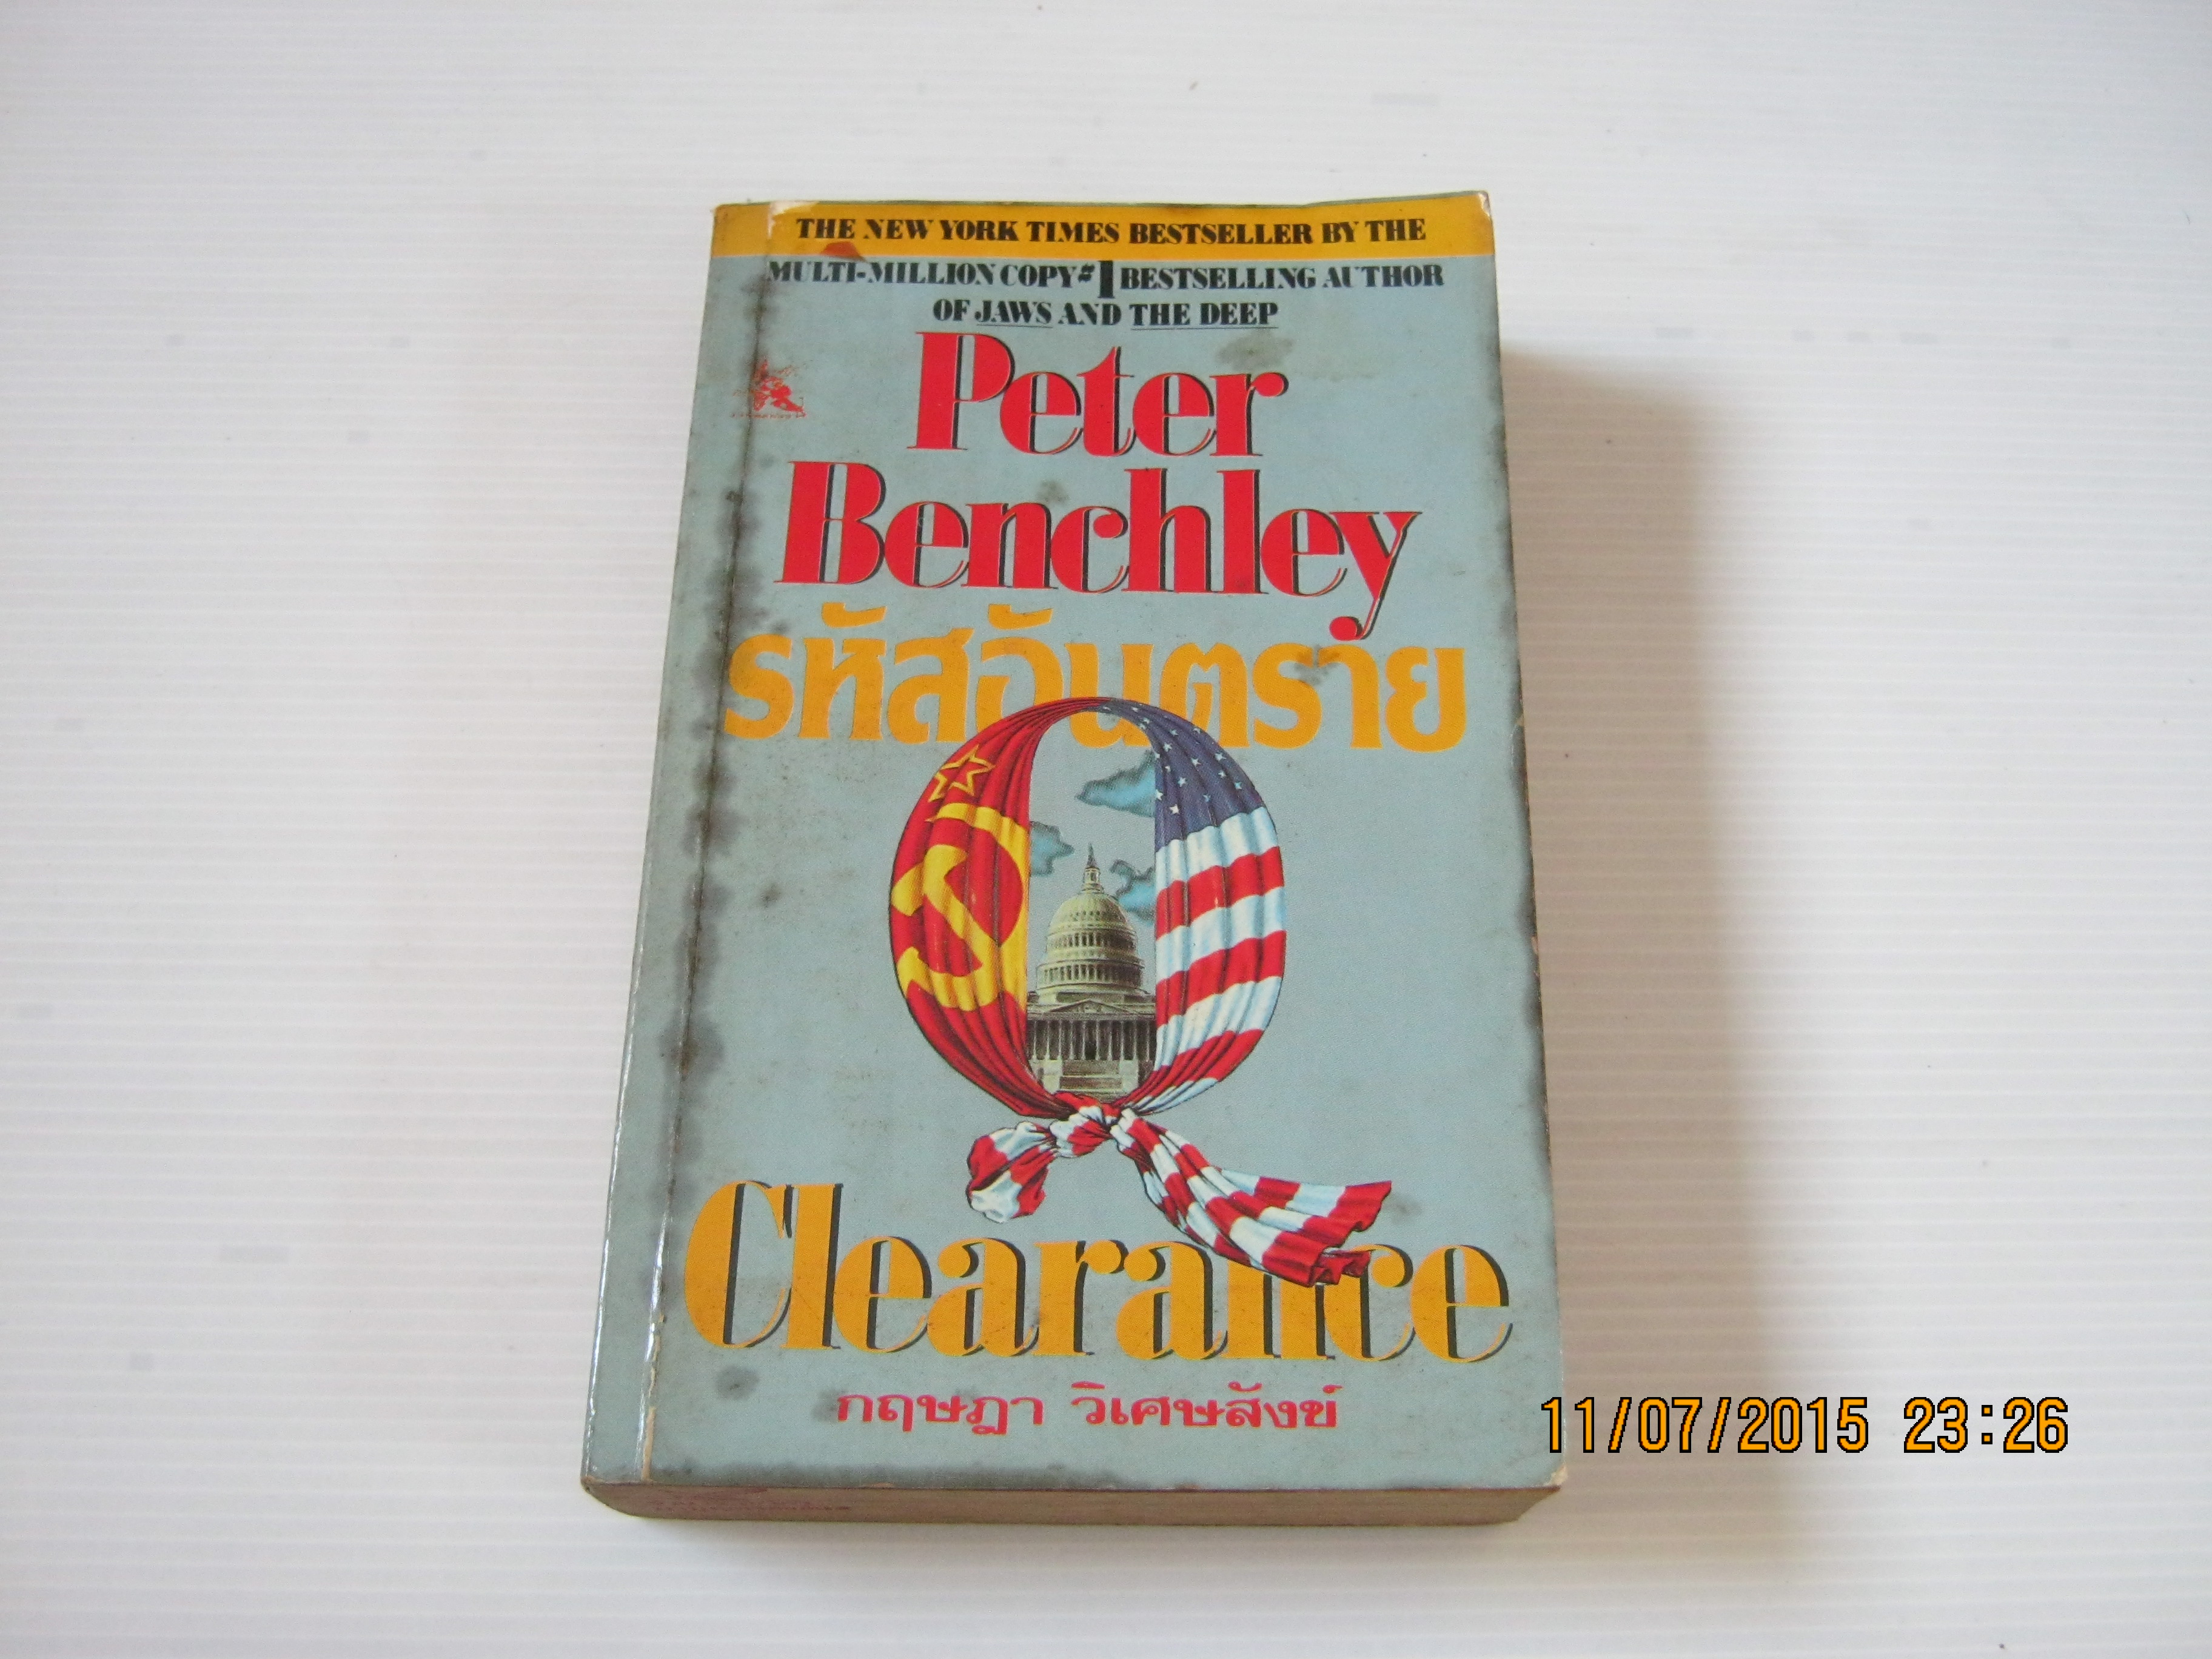 THE NEW YORK TIMES BESTSELLER BY THE
MULTI-MILLION COPY #1 BESTSELLING AUTHOR
OF JAWS AND THE DEEP
Peter
Benchley
รหัสอันตราย
Q
Clearance
กฤษฎา วิเศษสังข์
11/07/2015 23:26